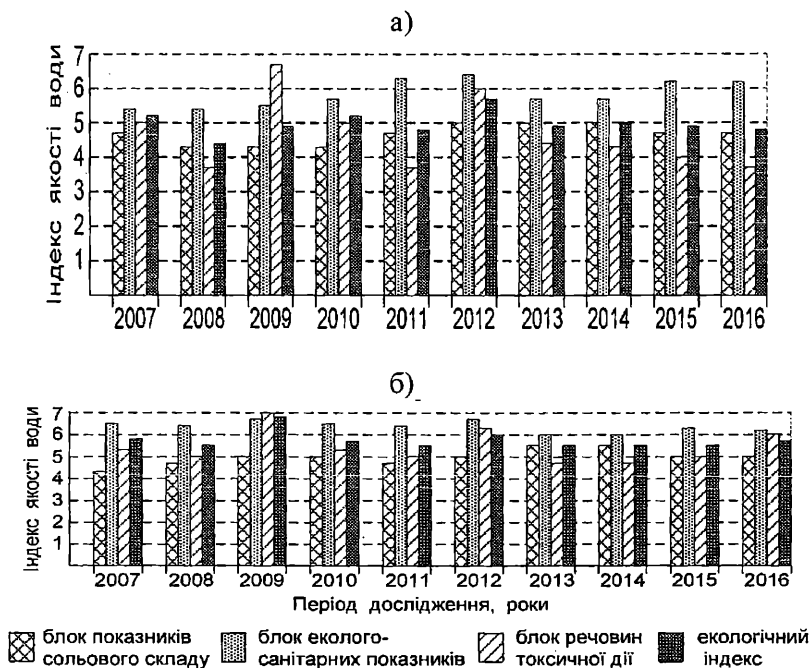 а)
Індекс якості води
7
6
5
4
3
2
1
2007 2008 2009 2010 2011 2012 2013 2014 2015 2016
б)
Індекс якості води
7
6
5
4
3
2
1
2007 2008 2009 2010 2011 2012 2013 2014 2015 2016
Період дослідження, роки
блок показників
сольового складу
блок еколого-
санітарних показників
блок речовин
токсичної дії
екологічний
індекс